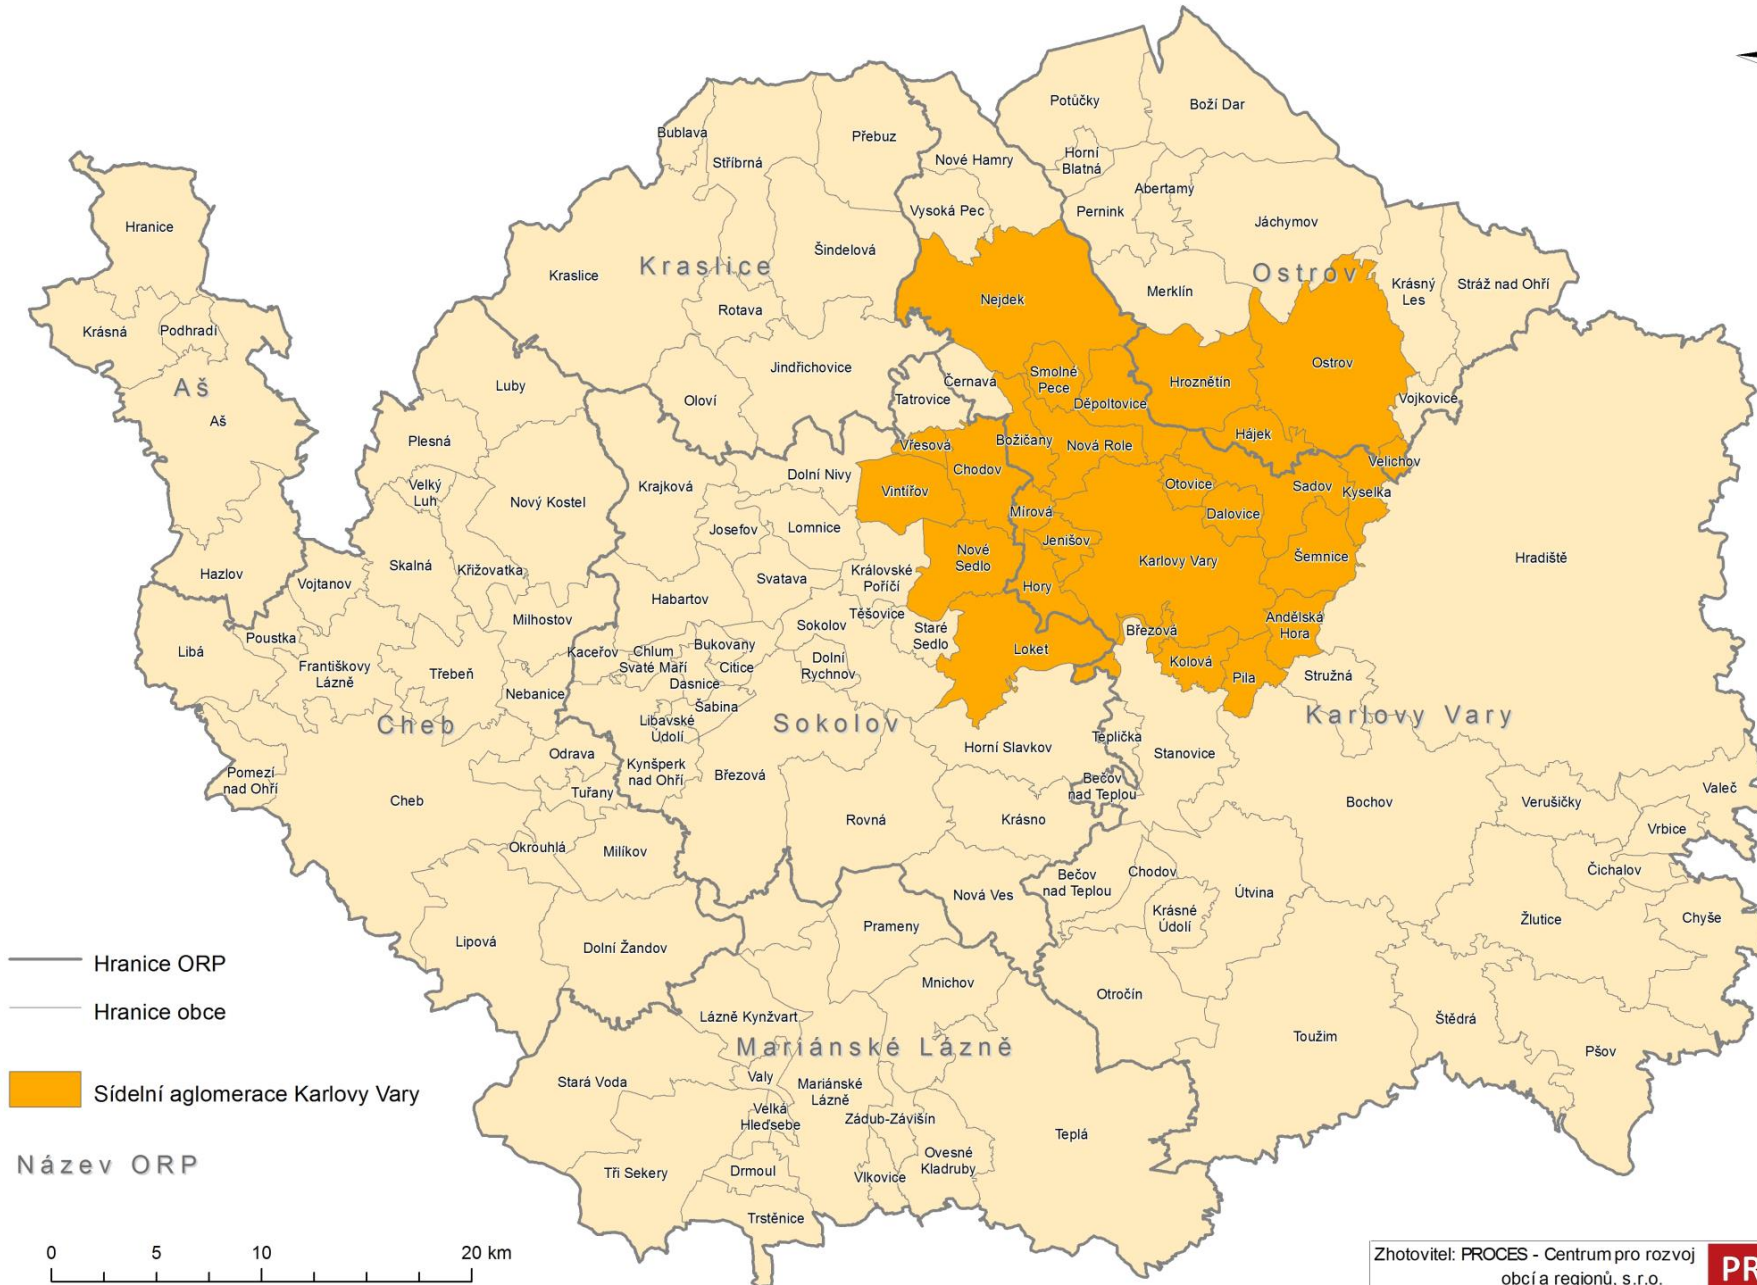 Potůčky
Boží Dar
Bublava
Přebuz
Stříbrná
Nové Hamry
Horní
Blatná
Abertamy
Vysoká Pec
Pernink
Hranice
Jáchymov
Šindelová
Kraslice
Kraslice
Ostrov
Krásný
Les
Stráž nad Ohří
Merklín
Nejdek
Rotava
Krásná
Podhradí
Aš
Aš
Luby
Jindřichovice
Oloví
Černavá
Tatrovice
Smolné
Pece
Děpoltovice
Hroznětín
Ostrov
Vojkovice
Plesná
Vřesová
Božičany
Nová Role
Hájek
Velichov
Chodov
Dolní Nivy
Krajková
Vintířov
Velký
Luh
Nový Kostel
Otovice
Sadov
Kyselka
Mírová
Dalovice
Josefov
Lomnice
Jenišov
Nové
Sedlo
Karlovy Vary
Šemnice
Hradiště
Hazlov
Vojtanov
Skalná
Křižovatka
Svatava
Královské
Poříčí
Hory
Habartov
Milhostov
Těšovice
Sokolov
Staré
Sedlo
Andělská
Hora
Březová
Loket
Libá
Poustka
Františkovy
Lázně
Třebeň
Kaceřov
Chlum
Svaté Maří
Bukovany
Citice
Dasnice
Dolní
Rychnov
Kolová
Pila
Stružná
Nebanice
Šabina
Libavské
Údolí
Cheb
Sokolov
Karlovy Vary
Horní Slavkov
Teplička
Stanovice
Odrava
Kynšperk
nad Ohří
Březová
Pomezí
nad Ohří
Cheb
Tuřany
Bečov
nad Teplou
Bochov
Verušičky
Valeč
Rovná
Krásno
Vrbice
Okrouhlá
Milíkov
Nová Ves
Bečov
nad Teplou
Chodov
Útvina
Čichalov
Krásné
Údolí
Žlutice
Chyše
Lipová
Dolní Žandov
Prameny
Mnichov
Otročín
Lázně Kynžvart
Mariánské Lázně
Toužim
Štědrá
Pšov
Stará Voda
Valy
Mariánské
Lázně
Velká
Hleďsebe
Zádub-Závišín
Teplá
Ovesné
Kladruby
Tři Sekery
Drmoul
Vlkovice
Trstěnice
Hranice ORP
Hranice obce
Sídelní aglomerace Karlovy Vary
Název ORP
0 5 10 20 km
Zhotovitel: PROCES - Centrum pro rozvoj
obcí a regionů, s.r.o.
PR